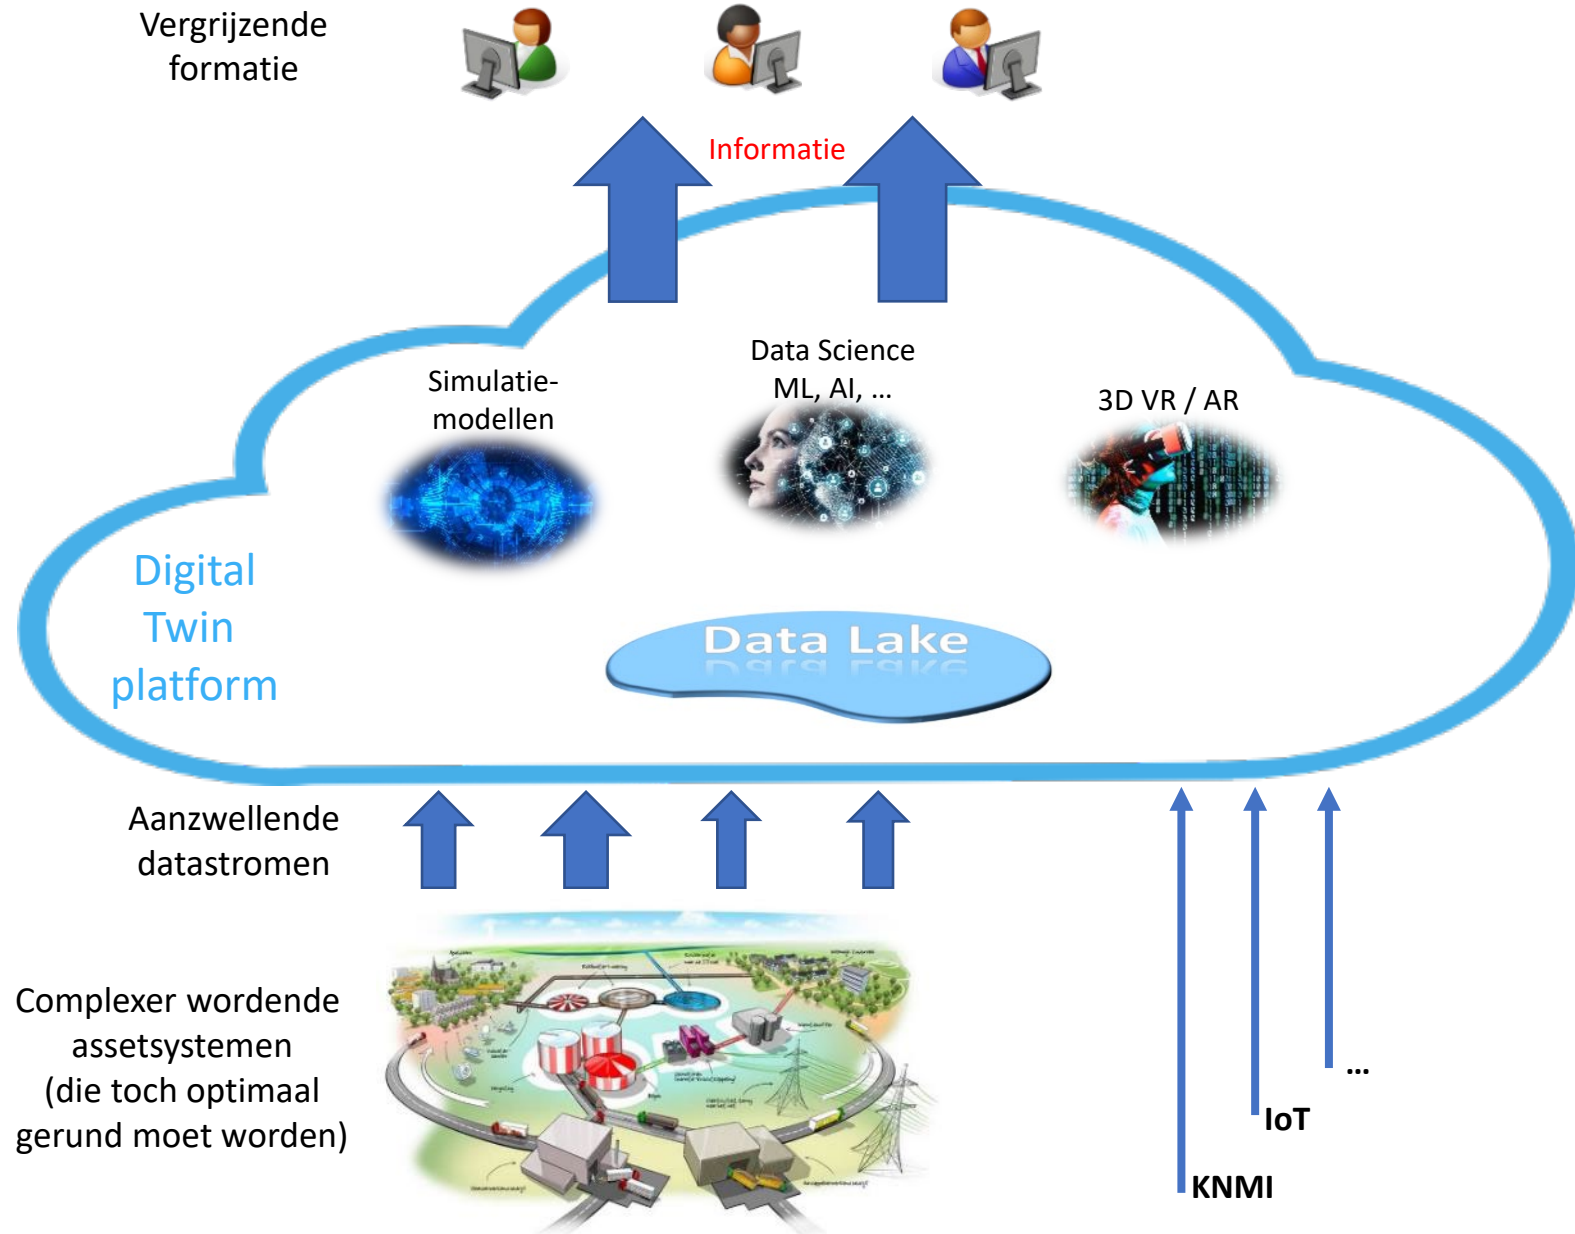 Vergrijzende
formatie
Informatie
Data Science
ML, AI, ...
Simulatie-
modellen
3D VR / AR
Digital
Twin
platform
Data Lake
Aanzwellende
datastromen
Complexer wordende
assetsystemen
(die toch optimaal
gerund moet worden)
...
IoT
KNMI